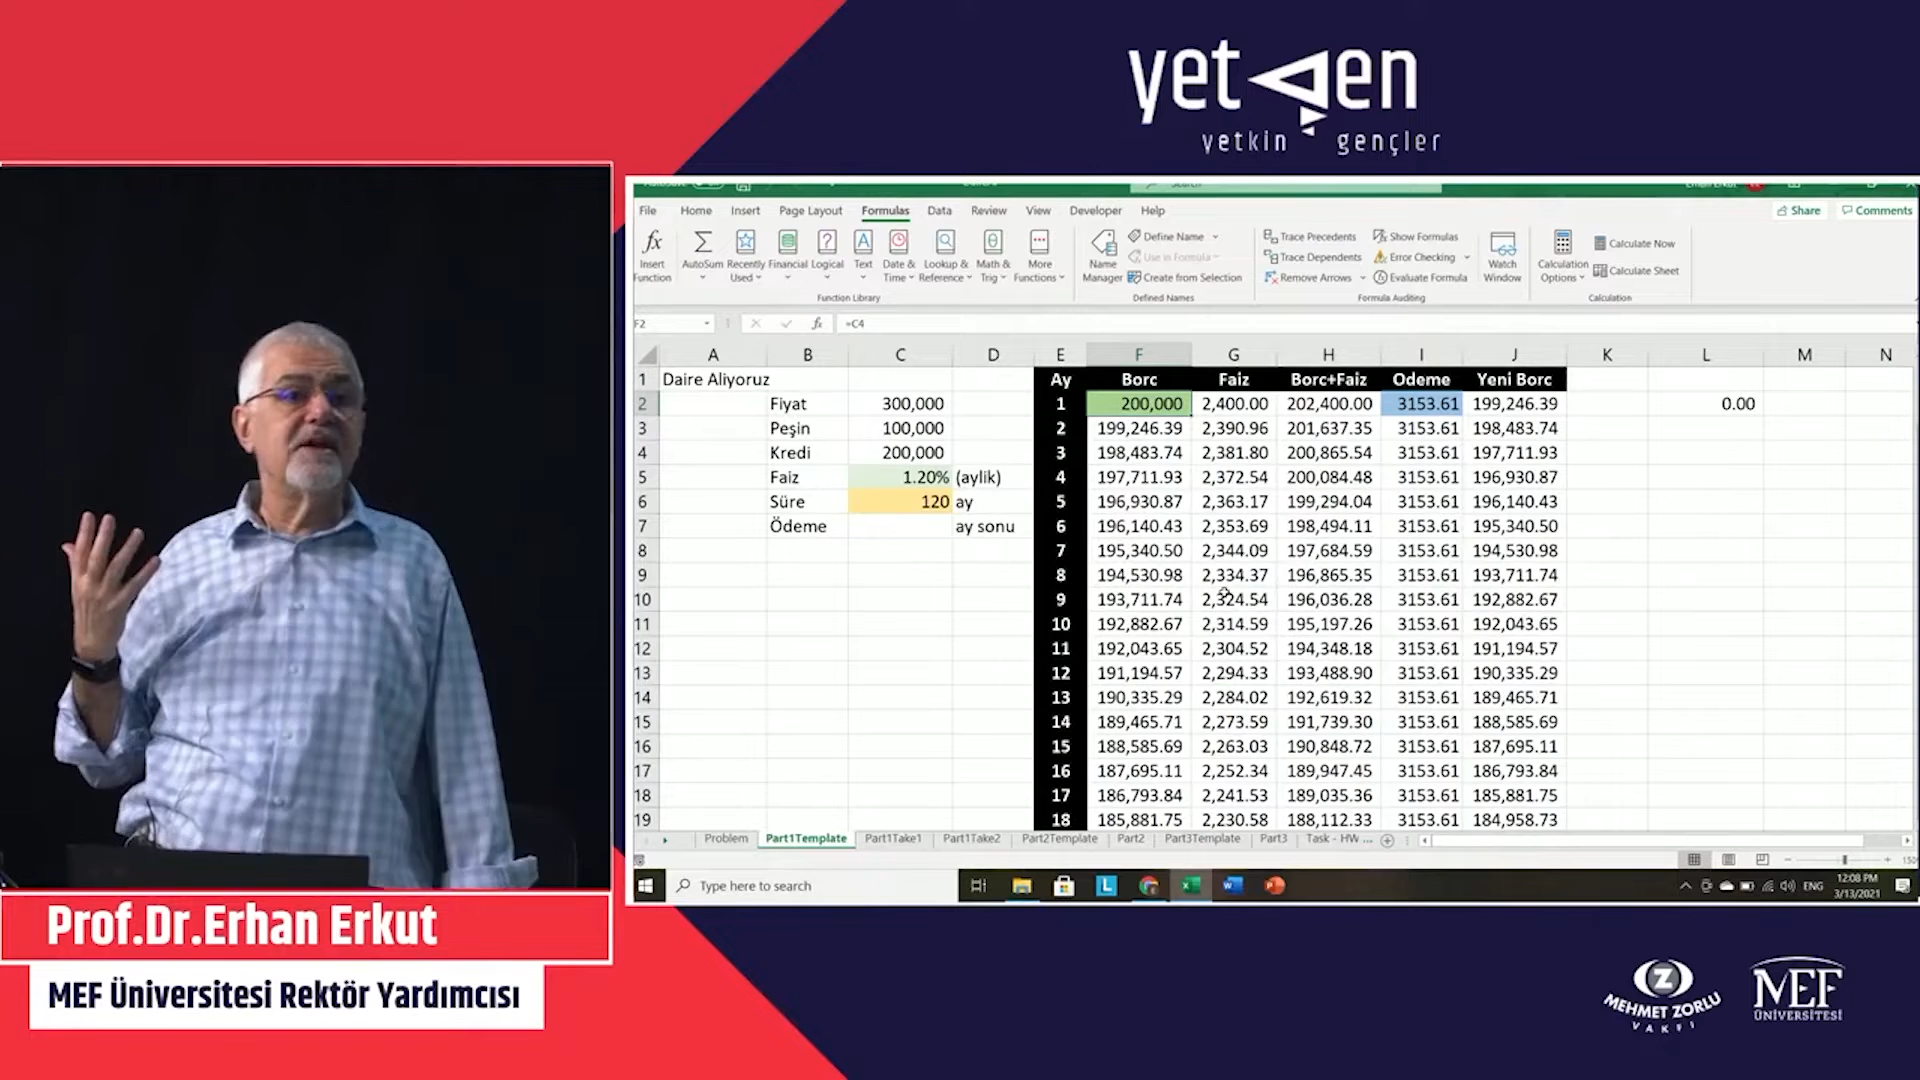 yetgen
yetkin gençler
AutoSave
Search
Erhan Erkut
File Home Insert Page Layout Formulas Data Review View Developer Help
Share Comments
fx
Insert Function
AutoSum
Recently Used
Financial
Logical
Text
Date & Time
Lookup & Reference
Math & Trig
More Functions
Function Library
Name Manager
Define Name
Use in Formula
Create from Selection
Defined Names
Trace Precedents
Trace Dependents
Remove Arrows
Show Formulas
Error Checking
Evaluate Formula
Watch Window
Formula Auditing
Calculation Options
Calculate Now
Calculate Sheet
Calculation
F2 fx =C4
A B C D E F G H I J K L M N
1 Daire Aliyoruz Ay Borc Faiz Borc+Faiz Odeme Yeni Borc
2 Fiyat 300,000 1 200,000 2,400.00 202,400.00 3153.61 199,246.39 0.00
3 Peşin 100,000 2 199,246.39 2,390.96 201,637.35 3153.61 198,483.74
4 Kredi 200,000 3 198,483.74 2,381.80 200,865.54 3153.61 197,711.93
5 Faiz 1.20% (aylik) 4 197,711.93 2,372.54 200,084.48 3153.61 196,930.87
6 Süre 120 ay 5 196,930.87 2,363.17 199,294.04 3153.61 196,140.43
7 Ödeme ay sonu 6 196,140.43 2,353.69 198,494.11 3153.61 195,340.50
8 7 195,340.50 2,344.09 197,684.59 3153.61 194,530.98
9 8 194,530.98 2,334.37 196,865.35 3153.61 193,711.74
10 9 193,711.74 2,324.54 196,036.28 3153.61 192,882.67
11 10 192,882.67 2,314.59 195,197.26 3153.61 192,043.65
12 11 192,043.65 2,304.52 194,348.18 3153.61 191,194.57
13 12 191,194.57 2,294.33 193,488.90 3153.61 190,335.29
14 13 190,335.29 2,284.02 192,619.32 3153.61 189,465.71
15 14 189,465.71 2,273.59 191,739.30 3153.61 188,585.69
16 15 188,585.69 2,263.03 190,848.72 3153.61 187,695.11
17 16 187,695.11 2,252.34 189,947.45 3153.61 186,793.84
18 17 186,793.84 2,241.53 189,035.36 3153.61 185,881.75
19 18 185,881.75 2,230.58 188,112.33 3153.61 184,958.73
Problem Part1Template Part1Take1 Part1Take2 Part2Template Part2 Part3Template Part3 Task - HW ...
Type here to search
ENG
12:08 PM
3/13/2021
Prof.Dr.Erhan Erkut
MEF Üniversitesi Rektör Yardımcısı
MEHMET ZORLU
VAKFI
MEF
ÜNİVERSİTESİ